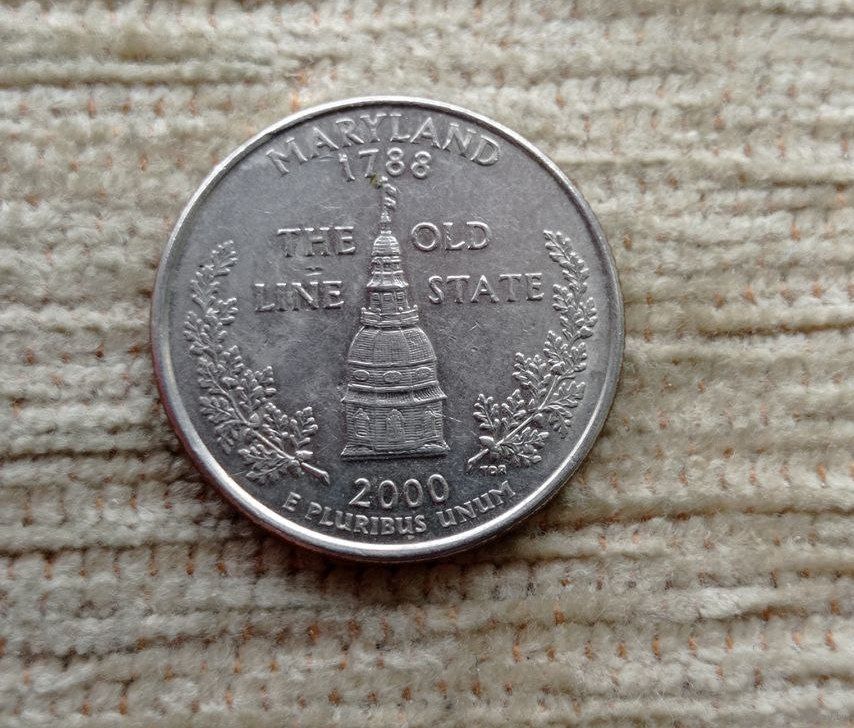 MARYLAND
1788
THE OLD
LINE STATE
TDR
2000
E PLURIBUS UNUM